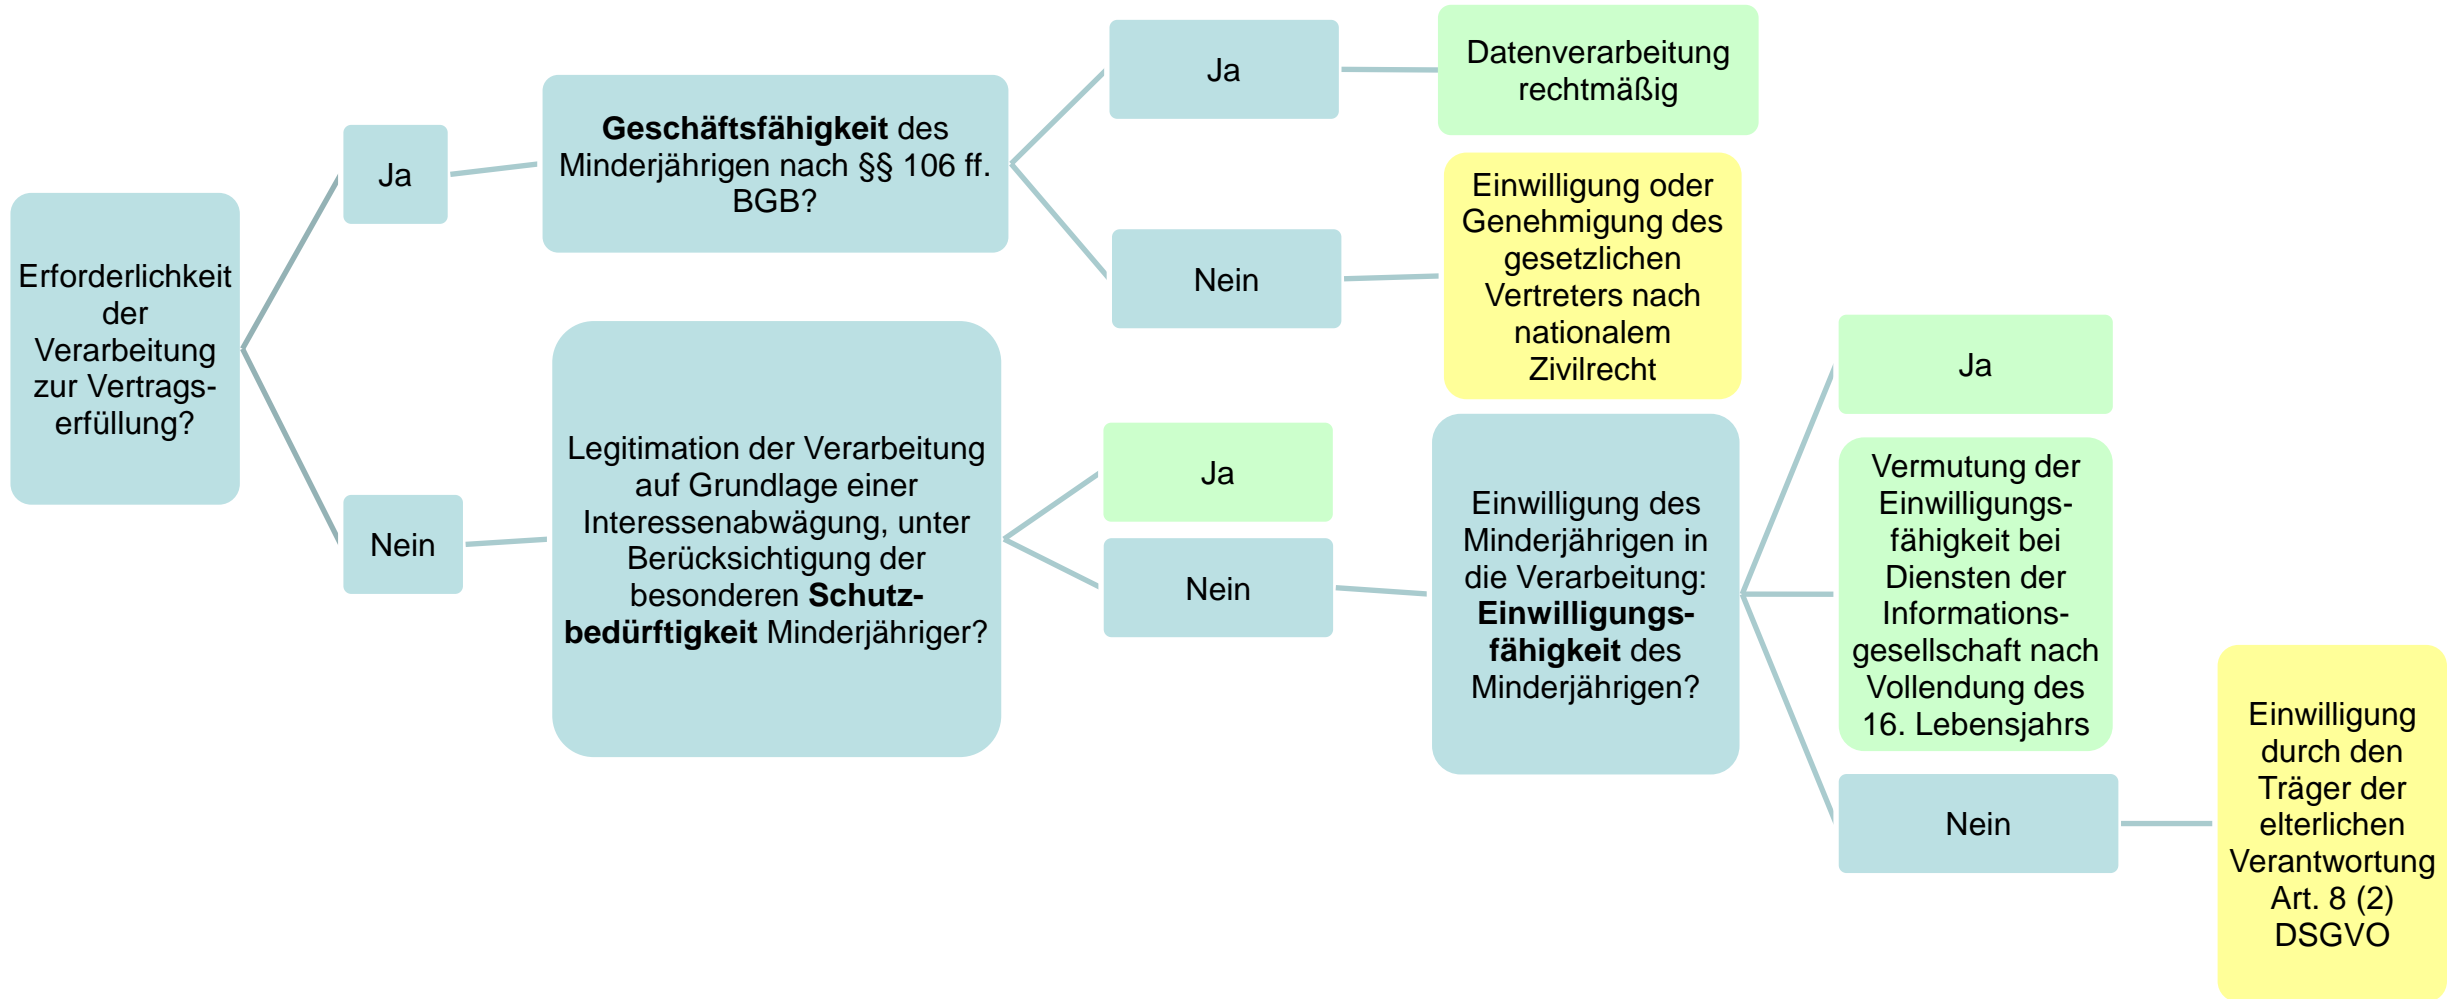 Erforderlichkeit
der
Verarbeitung
zur Vertrags-
erfüllung?
Ja
Geschäftsfähigkeit des
Minderjährigen nach §§ 106 ff.
BGB?
Ja
Datenverarbeitung
rechtmäßig
Nein
Einwilligung oder
Genehmigung des
gesetzlichen
Vertreters nach
nationalem
Zivilrecht
Nein
Legitimation der Verarbeitung
auf Grundlage einer
Interessenabwägung, unter
Berücksichtigung der
besonderen Schutz-
bedürftigkeit Minderjähriger?
Ja
Nein
Einwilligung des
Minderjährigen in
die Verarbeitung:
Einwilligungs-
fähigkeit des
Minderjährigen?
Ja
Vermutung der
Einwilligungs-
fähigkeit bei
Diensten der
Informations-
gesellschaft nach
Vollendung des
16. Lebensjahrs
Nein
Einwilligung
durch den
Träger der
elterlichen
Verantwortung
Art. 8 (2)
DSGVO